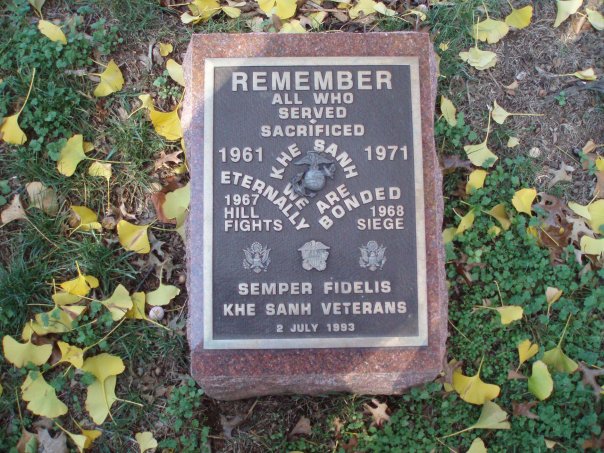 REMEMBER
ALL WHO
SERVED
SACRIFICED
1961 1971
KHE SANH
ETERNALLY WE ARE BONDED
1967
HILL
FIGHTS
1968
SIEGE
SEMPER FIDELIS
KHE SANH VETERANS
2 JULY 1993